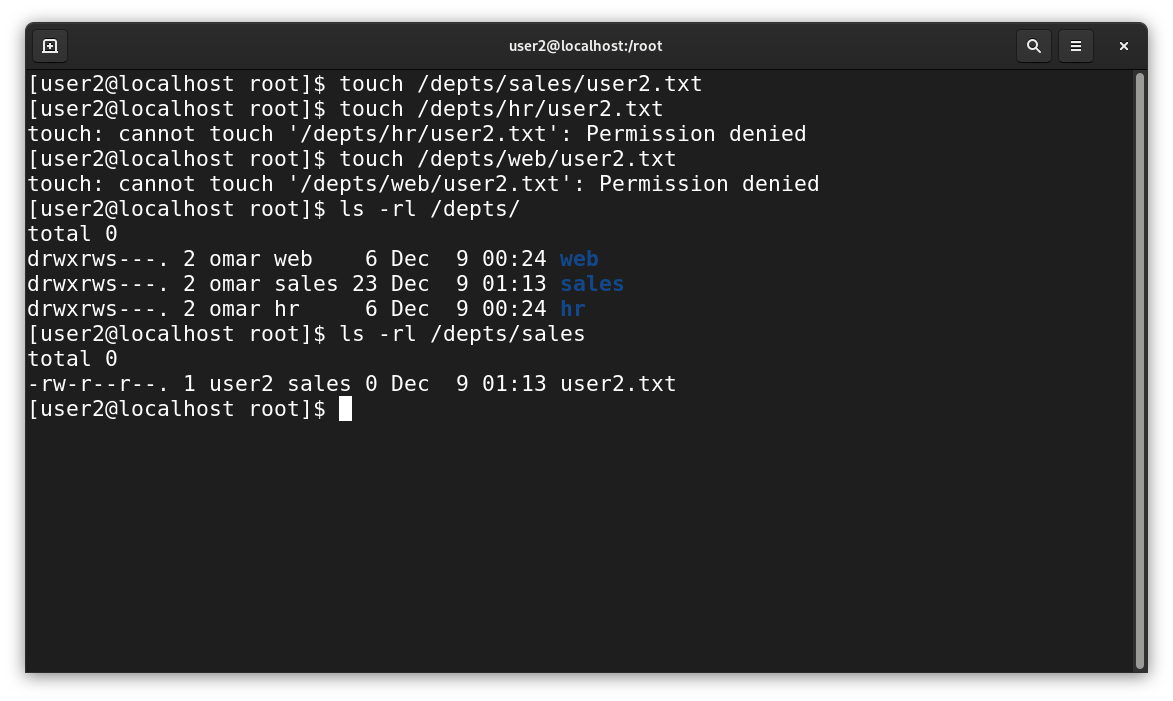 user2@localhost:/root
[user2@localhost root]$ touch /depts/sales/user2.txt
[user2@localhost root]$ touch /depts/hr/user2.txt
touch: cannot touch '/depts/hr/user2.txt': Permission denied
[user2@localhost root]$ touch /depts/web/user2.txt
touch: cannot touch '/depts/web/user2.txt': Permission denied
[user2@localhost root]$ ls -rl /depts/
total 0
drwxrws---. 2 omar web    6 Dec  9 00:24 web
drwxrws---. 2 omar sales 23 Dec  9 01:13 sales
drwxrws---. 2 omar hr     6 Dec  9 00:24 hr
[user2@localhost root]$ ls -rl /depts/sales
total 0
-rw-r--r--. 1 user2 sales 0 Dec  9 01:13 user2.txt
[user2@localhost root]$